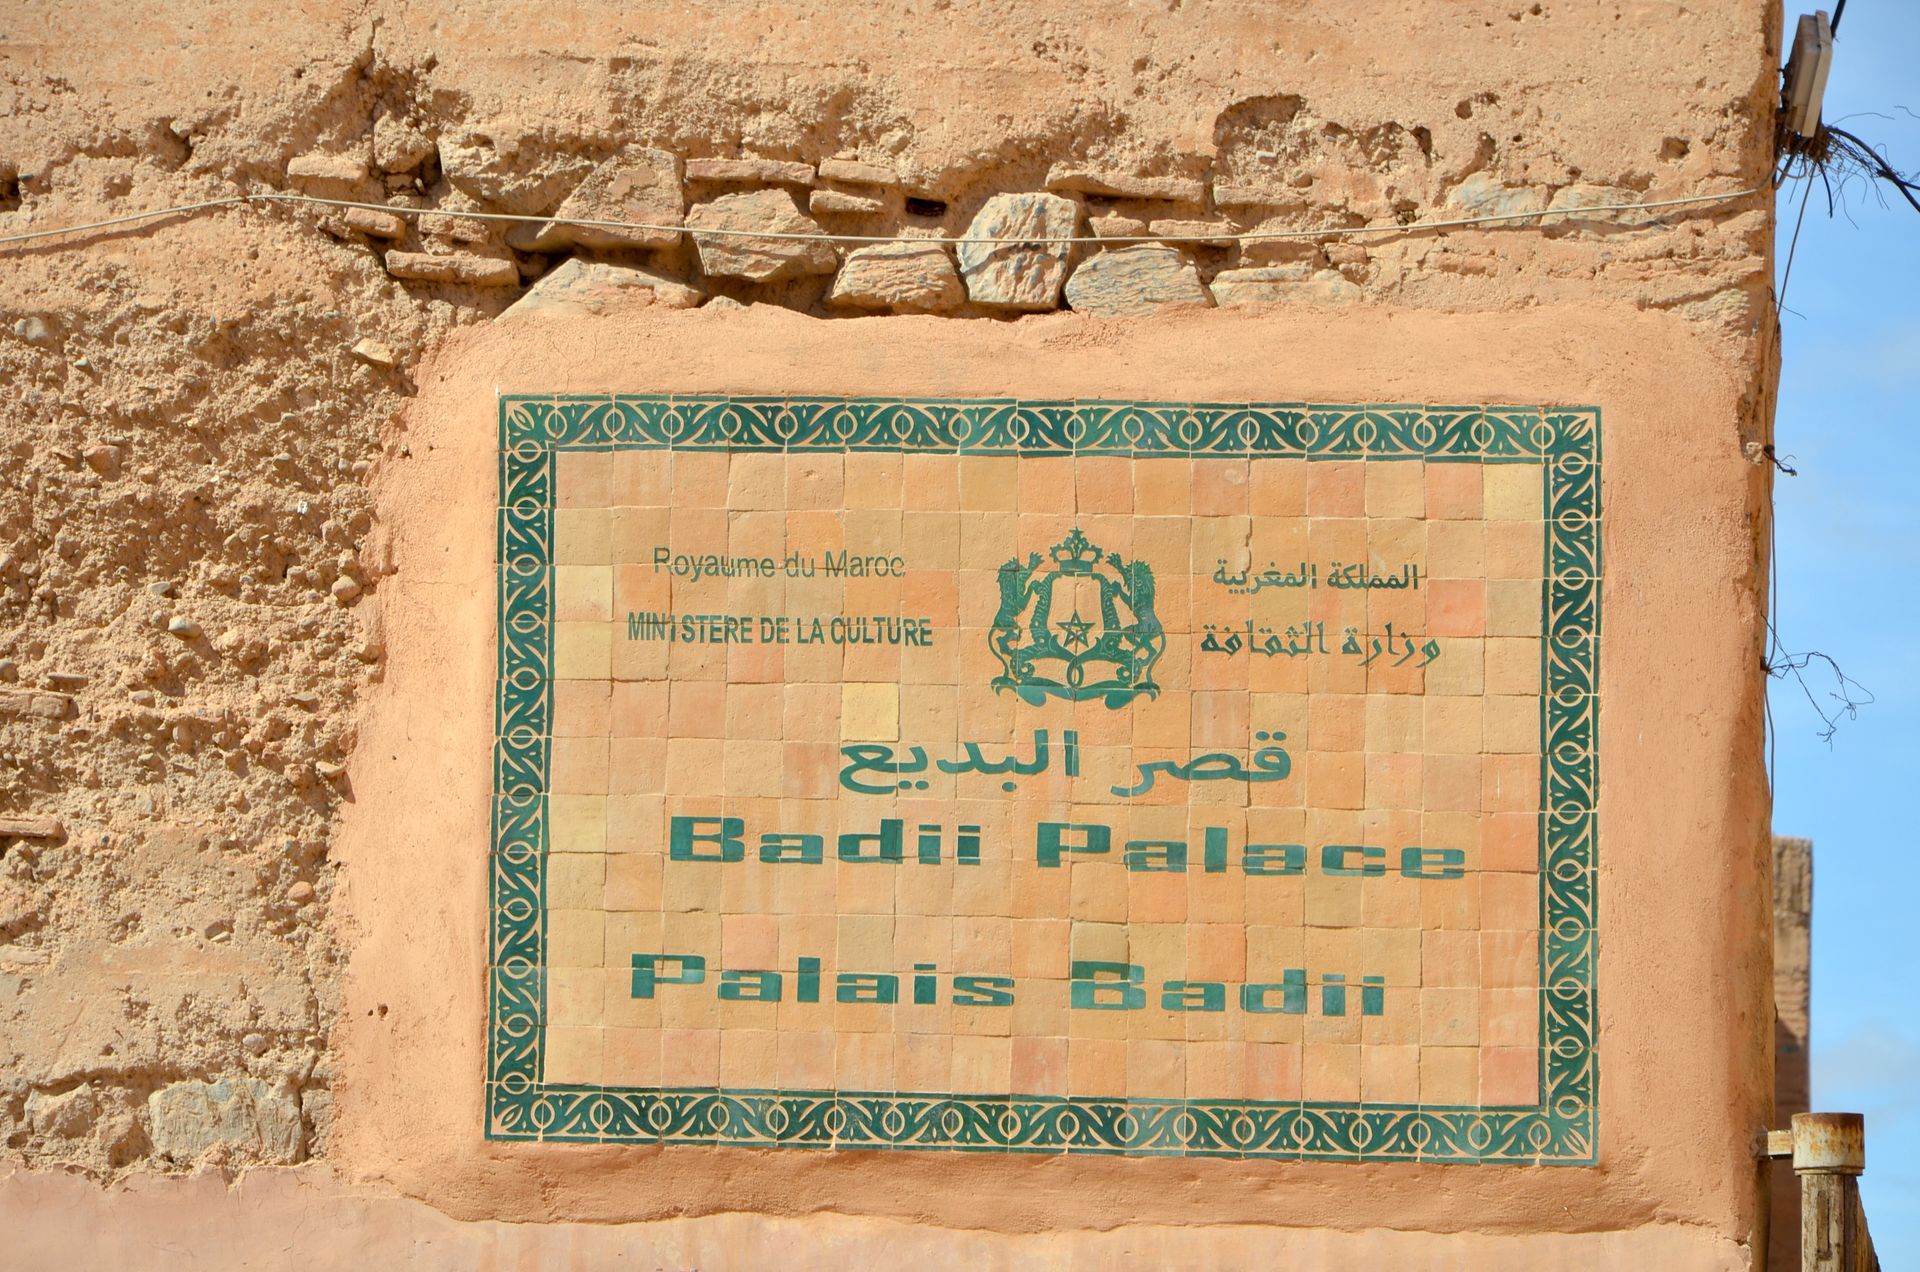 Royaume du Maroc
MINISTERE DE LA CULTURE
المملكة المغربية
وزارة الثقافة
قصر البديع
Badii Palace
Palais Badii